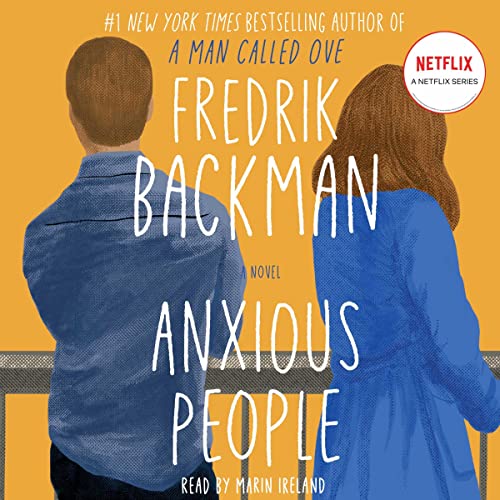 #1 NEW YORK TIMES BESTSELLING AUTHOR OF
A MAN CALLED OVE
NETFLIX
A NETFLIX SERIES
FREDRIK
BACKMAN
A NOVEL
ANXIOUS
PEOPLE
READ BY MARIN IRELAND